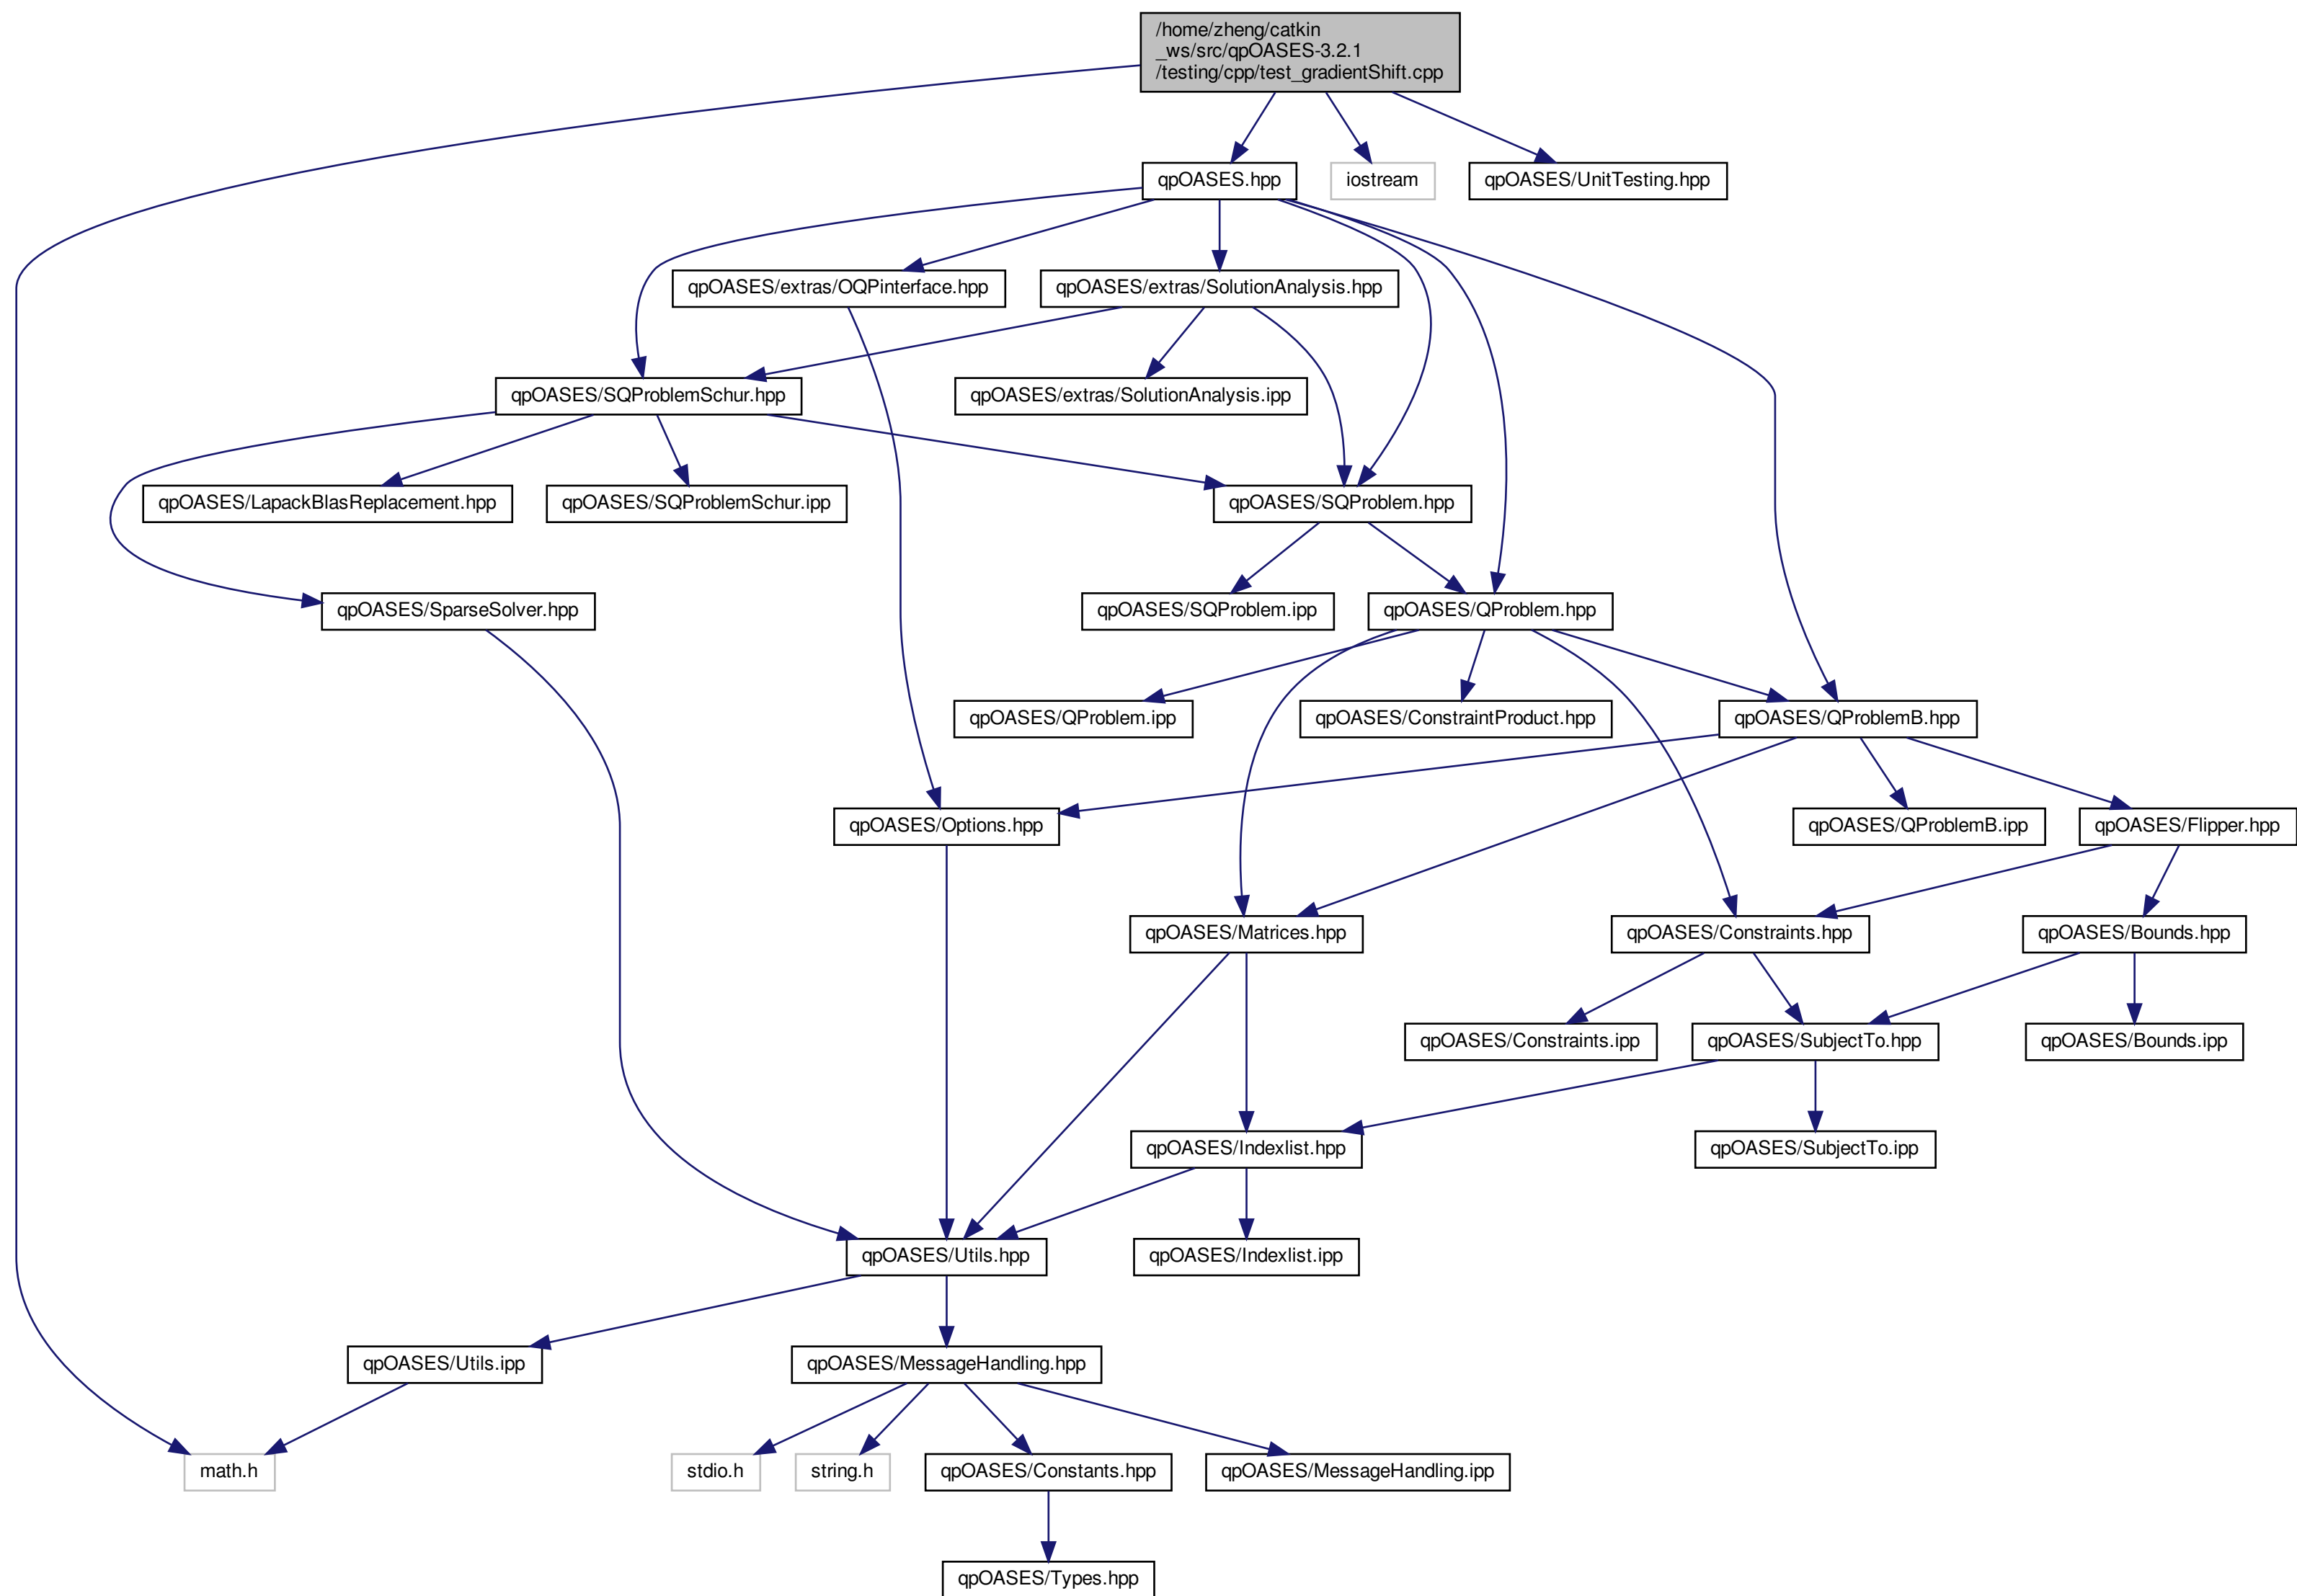 /home/zheng/catkin
_ws/src/qpOASES-3.2.1
/testing/cpp/test_gradientShift.cpp
qpOASES.hpp
iostream
qpOASES/UnitTesting.hpp
qpOASES/extras/OQPinterface.hpp
qpOASES/extras/SolutionAnalysis.hpp
qpOASES/SQProblemSchur.hpp
qpOASES/extras/SolutionAnalysis.ipp
qpOASES/LapackBlasReplacement.hpp
qpOASES/SQProblemSchur.ipp
qpOASES/SQProblem.hpp
qpOASES/SparseSolver.hpp
qpOASES/SQProblem.ipp
qpOASES/QProblem.hpp
qpOASES/QProblem.ipp
qpOASES/ConstraintProduct.hpp
qpOASES/QProblemB.hpp
qpOASES/Options.hpp
qpOASES/QProblemB.ipp
qpOASES/Flipper.hpp
qpOASES/Matrices.hpp
qpOASES/Constraints.hpp
qpOASES/Bounds.hpp
qpOASES/Constraints.ipp
qpOASES/SubjectTo.hpp
qpOASES/Bounds.ipp
qpOASES/Indexlist.hpp
qpOASES/SubjectTo.ipp
qpOASES/Utils.hpp
qpOASES/Indexlist.ipp
qpOASES/Utils.ipp
qpOASES/MessageHandling.hpp
math.h
stdio.h
string.h
qpOASES/Constants.hpp
qpOASES/MessageHandling.ipp
qpOASES/Types.hpp